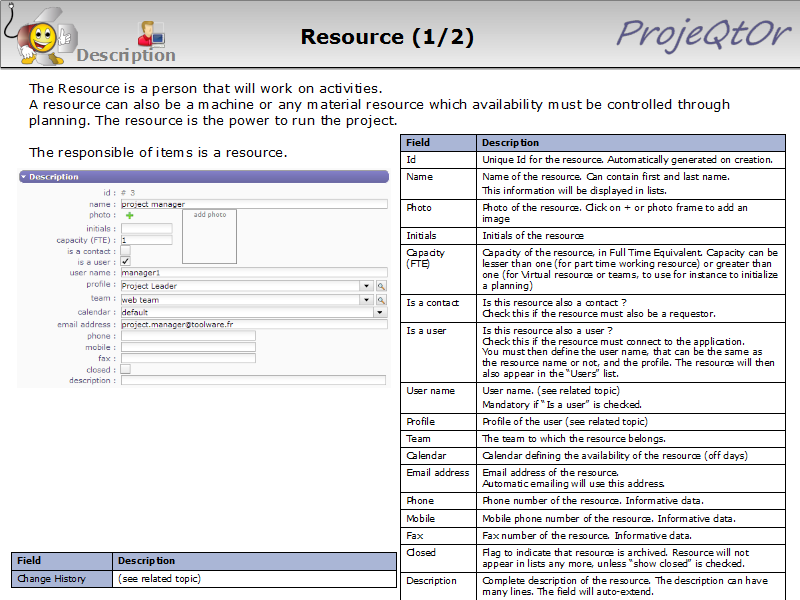 Resource (1/2)
ProjeQtOr
Description
The Resource is a person that will work on activities.
A resource can also be a machine or any material resource which availability must be controlled through
planning. The resource is the power to run the project.
The responsible of items is a resource.
Description
id : # 3
name : project manager
photo :
add photo
initials :
capacity (FTE) : 1
is a contact :
is a user :
user name : manager1
profile : Project Leader
team : web team
calendar : default
email address : project.manager@toolware.fr
phone :
mobile :
fax :
closed :
description :
Field Description
Change History (see related topic)
Field Description
Id Unique Id for the resource. Automatically generated on creation.
Name Name of the resource. Can contain first and last name.
This information will be displayed in lists.
Photo Photo of the resource. Click on + or photo frame to add an
image
Initials Initials of the resource
Capacity Capacity of the resource, in Full Time Equivalent. Capacity can be
(FTE) lesser than one (for part time working resource) or greater than
one (for Virtual resource or teams, to use for instance to initialize
a planning)
Is a contact Is this resource also a contact ?
Check this if the resource must also be a requestor.
Is a user Is this resource also a user ?
Check this if the resource must connect to the application.
You must then define the user name, that can be the same as
the resource name or not, and the profile. The resource will then
also appear in the "Users" list.
User name User name. (see related topic)
Mandatory if "Is a user" is checked.
Profile Profile of the user (see related topic)
Team The team to which the resource belongs.
Calendar Calendar defining the availability of the resource (off days)
Email address Email address of the resource.
Automatic emailing will use this address.
Phone Phone number of the resource. Informative data.
Mobile Mobile phone number of the resource. Informative data.
Fax Fax number of the resource. Informative data.
Closed Flag to indicate that resource is archived. Resource will not
appear in lists any more, unless "show closed" is checked.
Description Complete description of the resource. The description can have
many lines. The field will auto-extend.